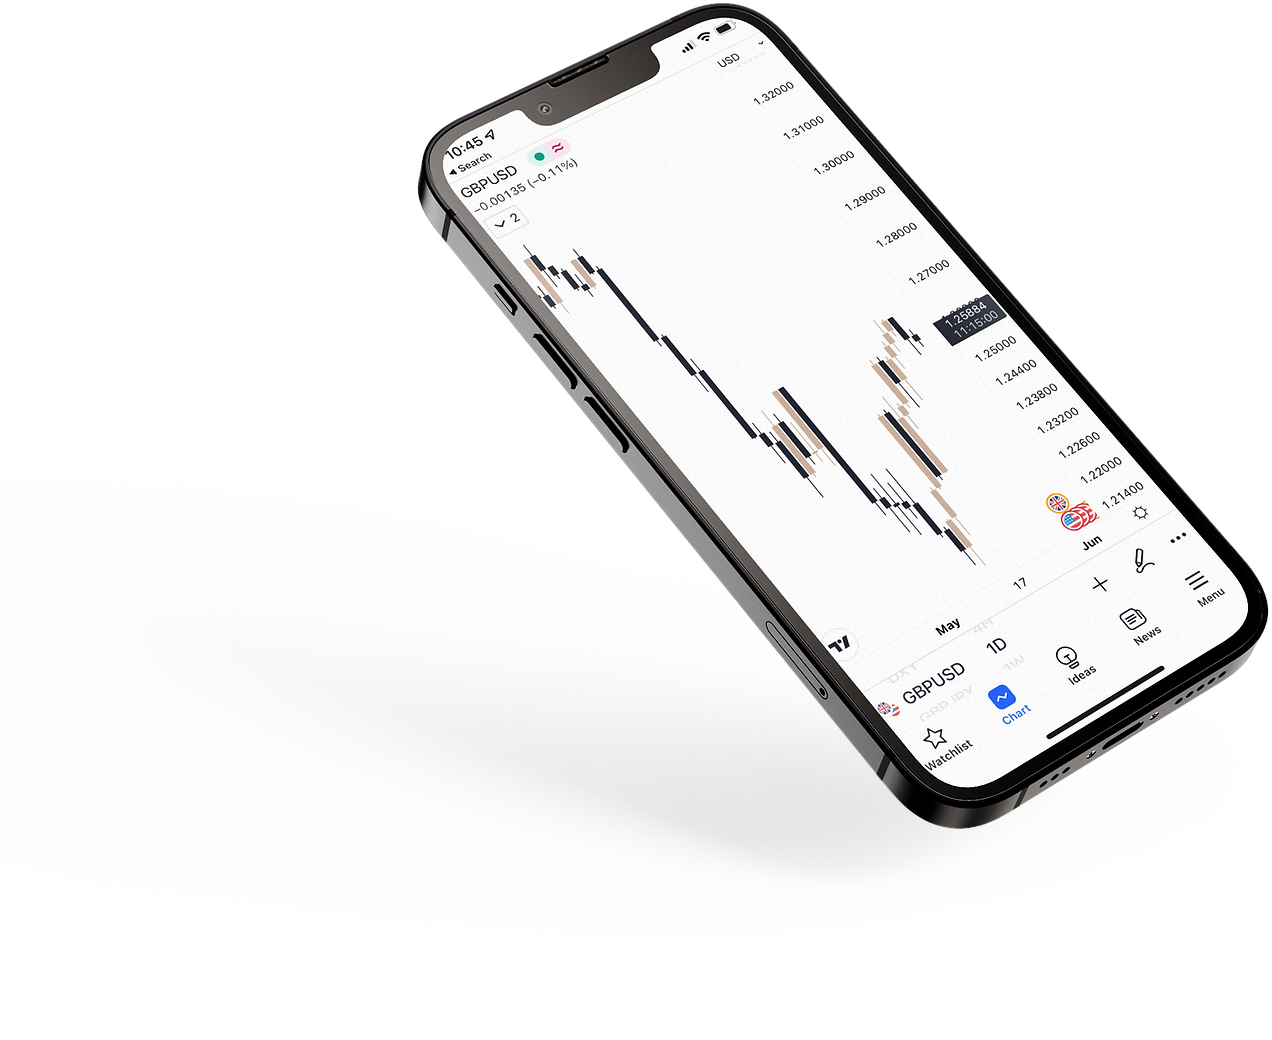 10:45
Search
GBPUSD
−0.00135 (−0.11%)
2
USD
1.32000
1.31000
1.30000
1.29000
1.28000
1.27000
1.25884
11:15:00
1.25000
1.24400
1.23800
1.23200
1.22600
1.22000
1.21400
May
17
Jun
DXY
4H
GBPUSD
1D
GBPJPY
1W
Watchlist
Chart
Ideas
News
Menu